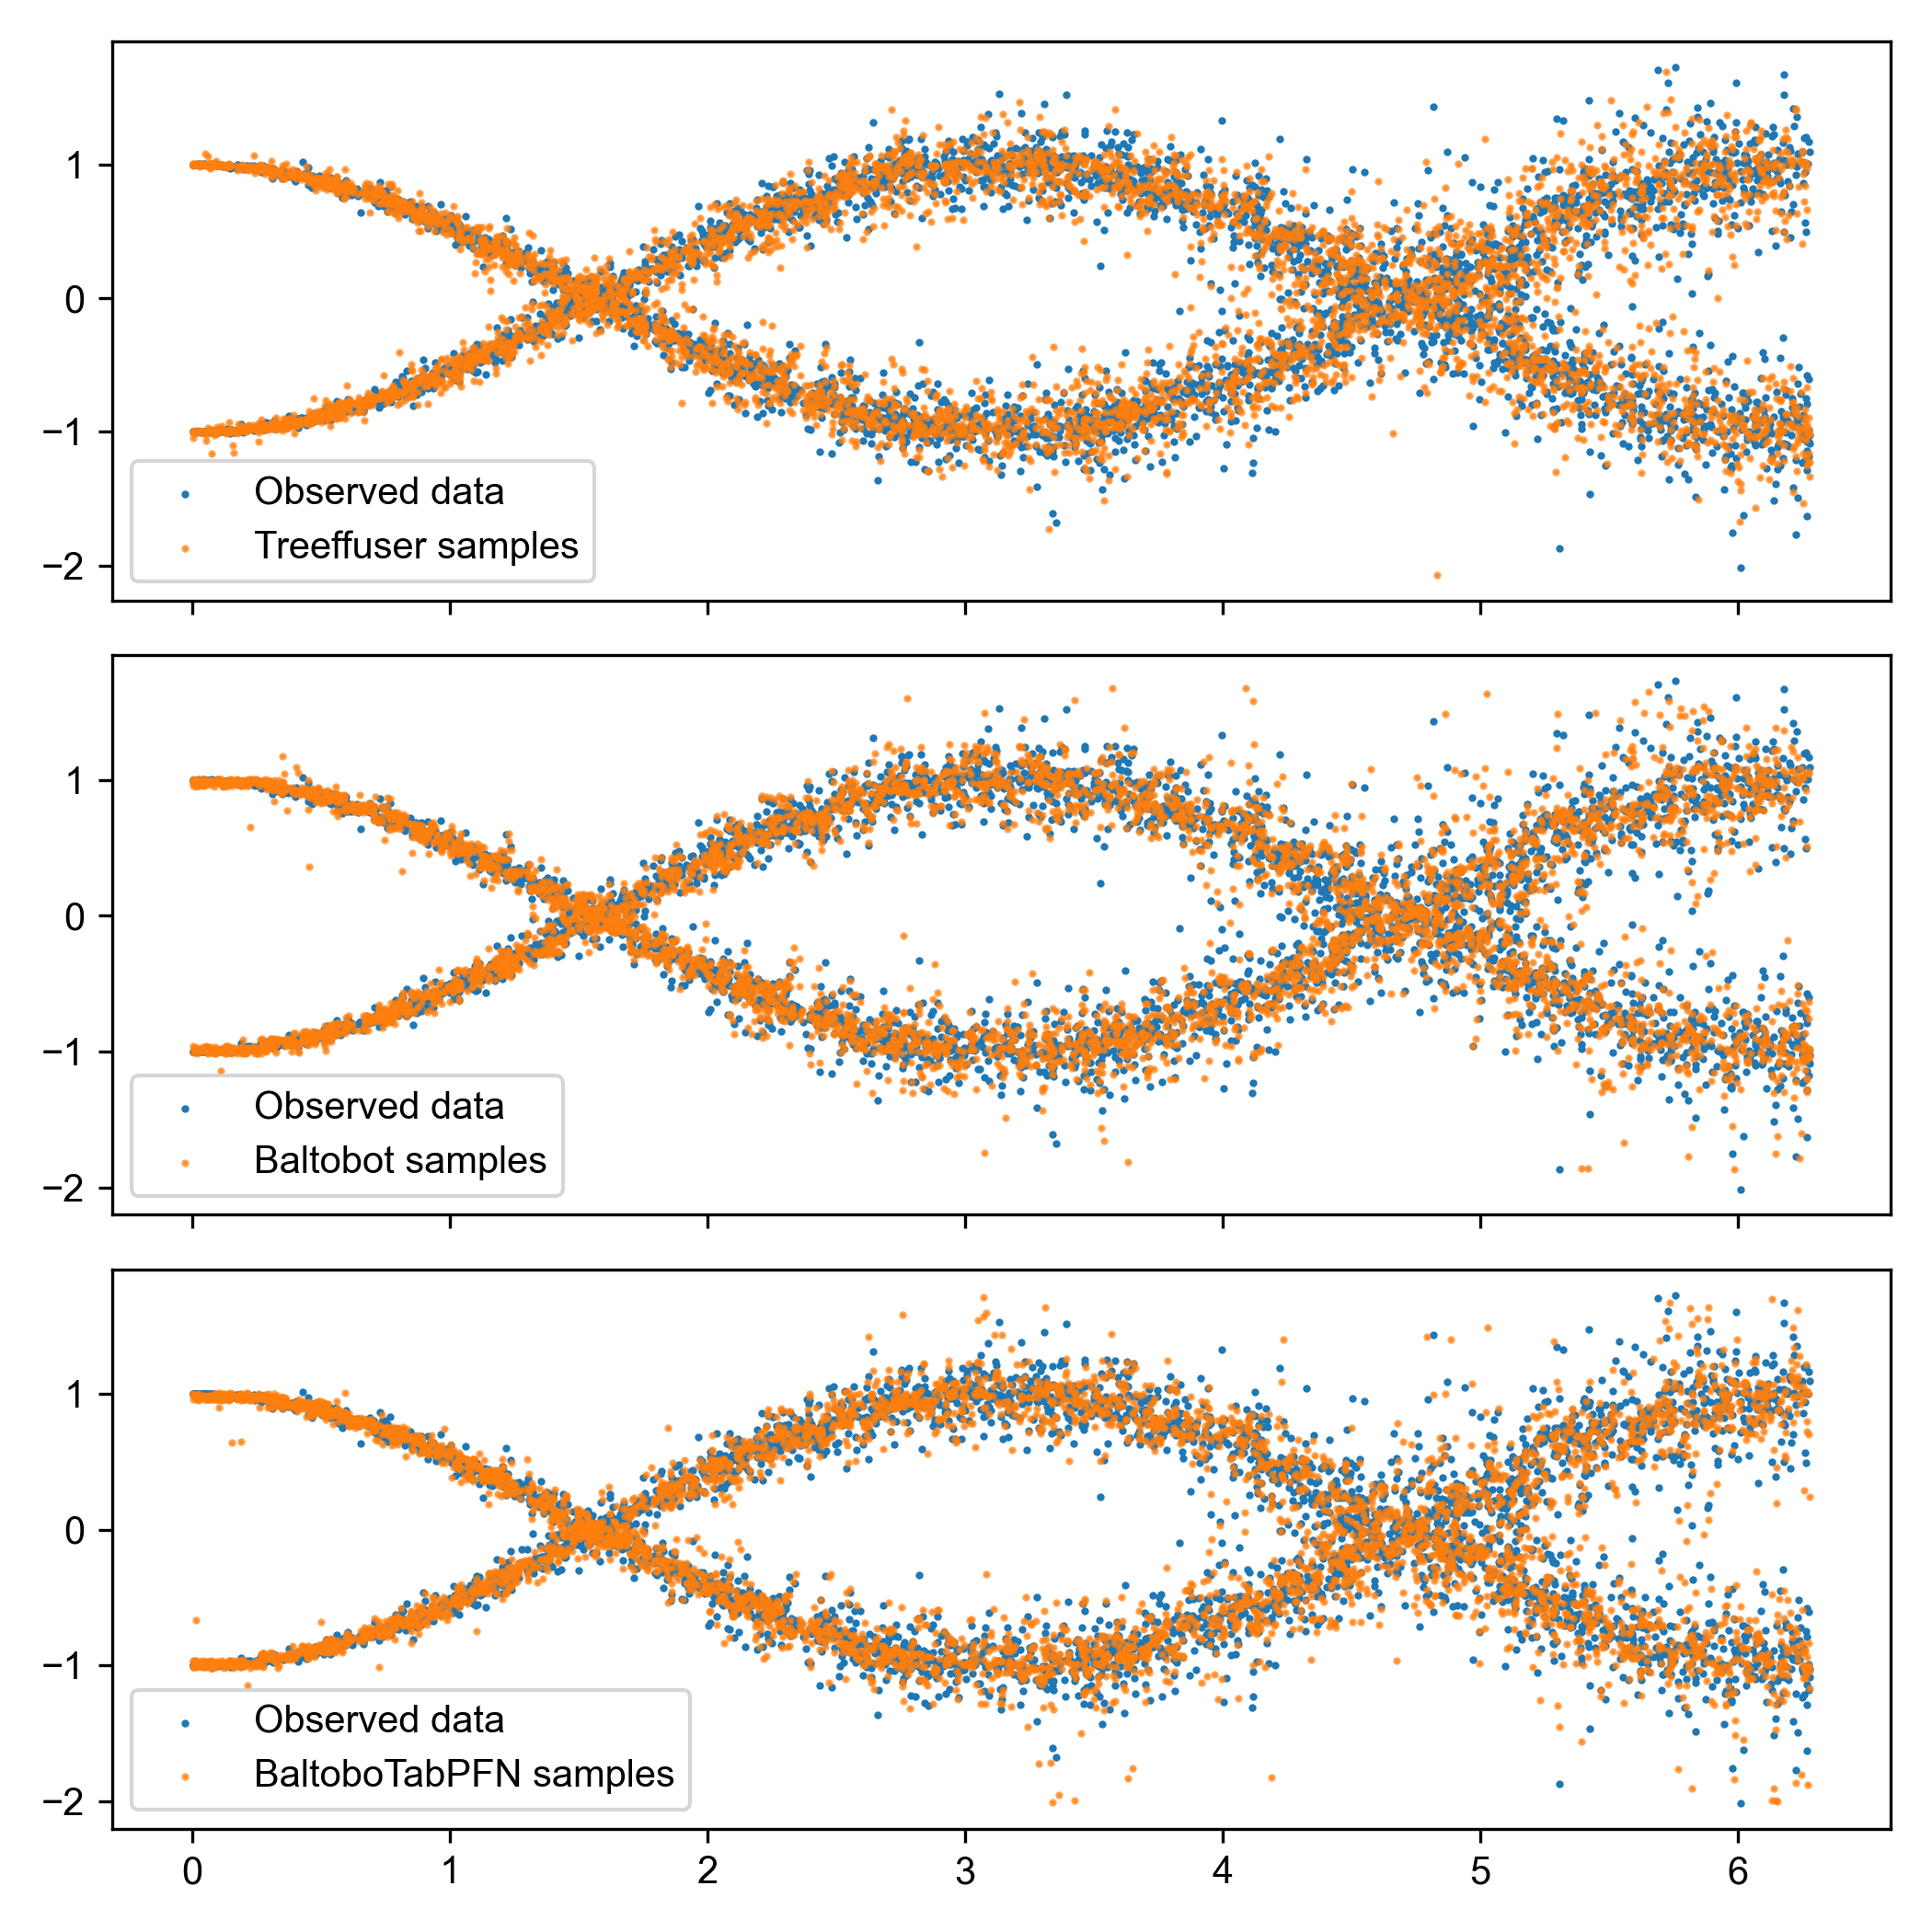 1
0
−1
−2
Observed data
Treeffuser samples
1
0
−1
−2
Observed data
Baltobot samples
1
0
−1
−2
Observed data
BaltoboTabPFN samples
0 1 2 3 4 5 6